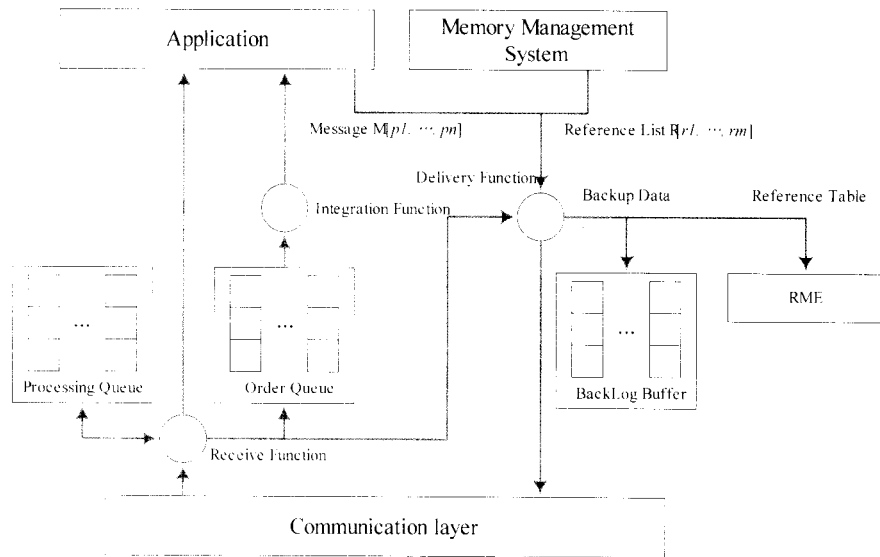 Application
Memory Management
System
Message M[p1, ..., pn]
Reference List R[r1, ..., rm]
Delivery Function
Backup Data
Reference Table
Integration Function
RME
...
...
...
Processing Queue
Order Queue
BackLog Buffer
Receive Function
Communication layer